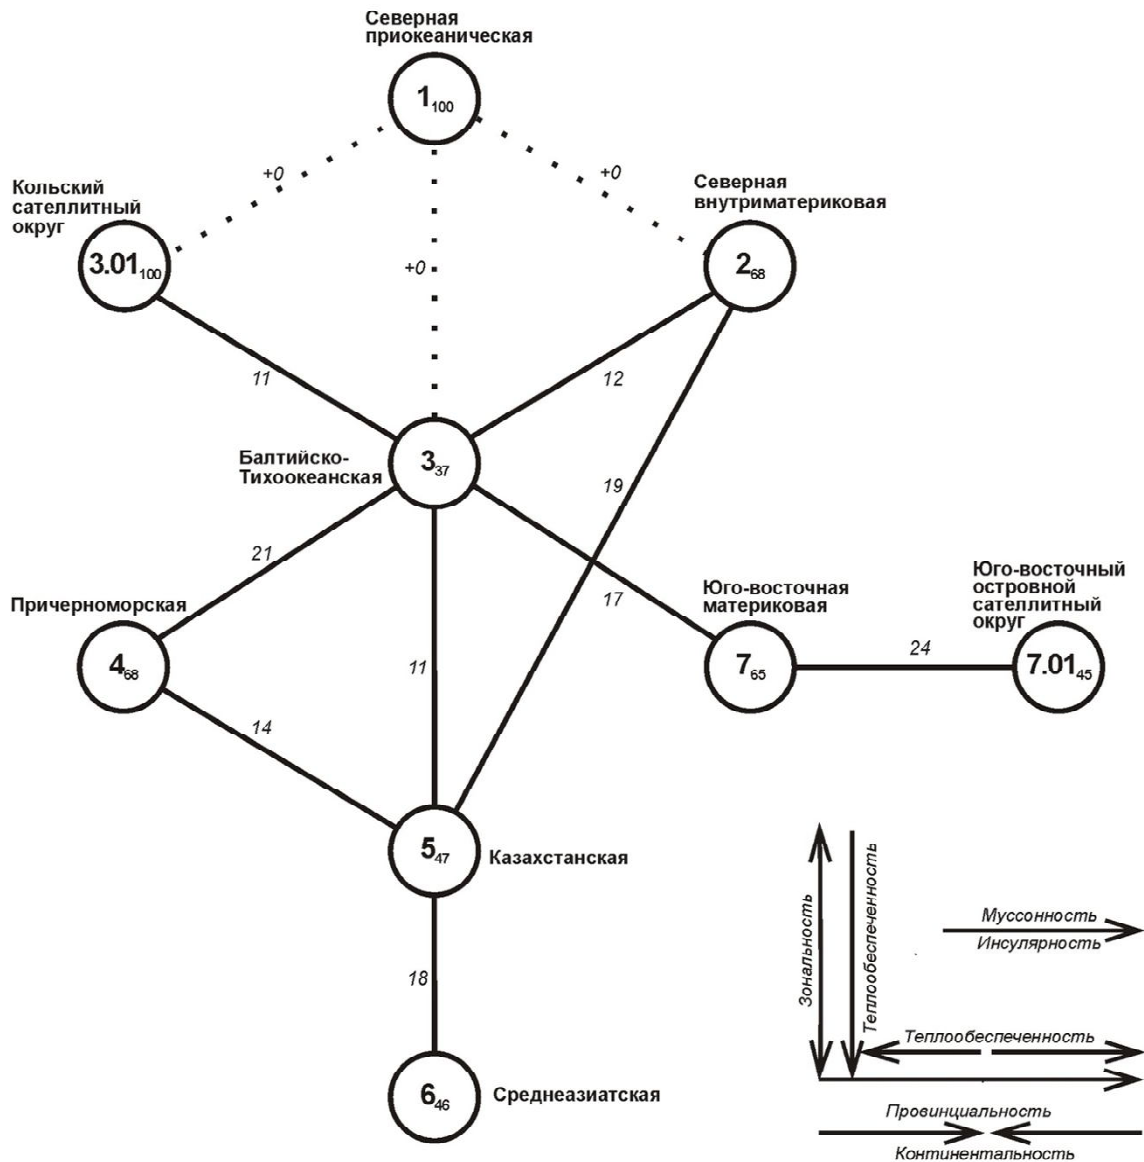 Северная
приокеаническая
1100
+0
+0
Кольский
сателлитный
округ
Северная
внутриматериковая
3.01100
268
+0
11
12
Балтийско-
Тихоокеанская
337
19
21
17
Юго-восточная
материковая
Юго-восточный
островной
сателлитный
округ
Причерноморская
468
11
765
24
7.0145
14
547
Казахстанская
18
646
Среднеазиатская
Зональность
Теплообеспеченность
Муссонность
Инсулярность
Теплообеспеченность
Провинциальность
Континентальность